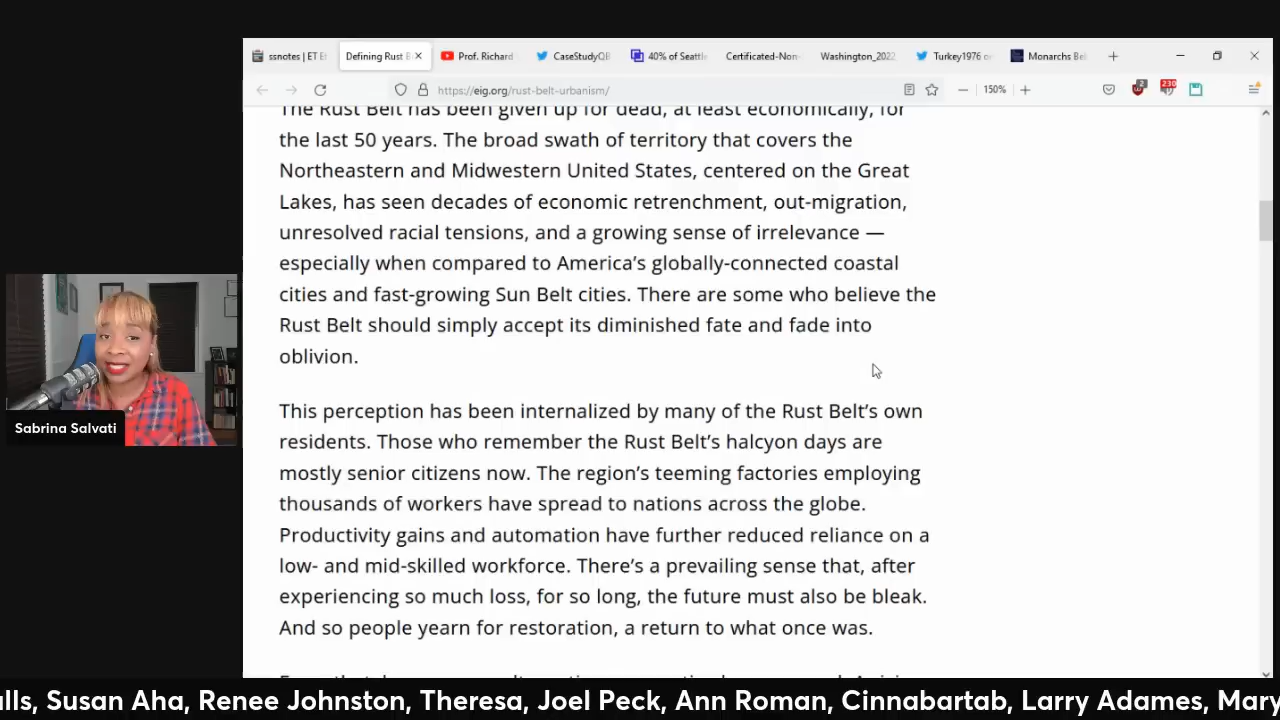 ssnotes | ET E
Defining Rust B
Prof. Richard
CaseStudyQB
40% of Seattle
Certificated-Non-
Washington_2022
Turkey1976 o
Monarchs Be
https://eig.org/rust-belt-urbanism/
150%
2
230
The Rust Belt has been given up for dead, at least economically, for
the last 50 years. The broad swath of territory that covers the
Northeastern and Midwestern United States, centered on the Great
Lakes, has seen decades of economic retrenchment, out-migration,
unresolved racial tensions, and a growing sense of irrelevance —
especially when compared to America’s globally-connected coastal
cities and fast-growing Sun Belt cities. There are some who believe the
Rust Belt should simply accept its diminished fate and fade into
oblivion.
This perception has been internalized by many of the Rust Belt’s own
residents. Those who remember the Rust Belt’s halcyon days are
mostly senior citizens now. The region’s teeming factories employing
thousands of workers have spread to nations across the globe.
Productivity gains and automation have further reduced reliance on a
low- and mid-skilled workforce. There’s a prevailing sense that, after
experiencing so much loss, for so long, the future must also be bleak.
And so people yearn for restoration, a return to what once was.
Sabrina Salvati
alls, Susan Aha, Renee Johnston, Theresa, Joel Peck, Ann Roman, Cinnabartab, Larry Adames, Mary